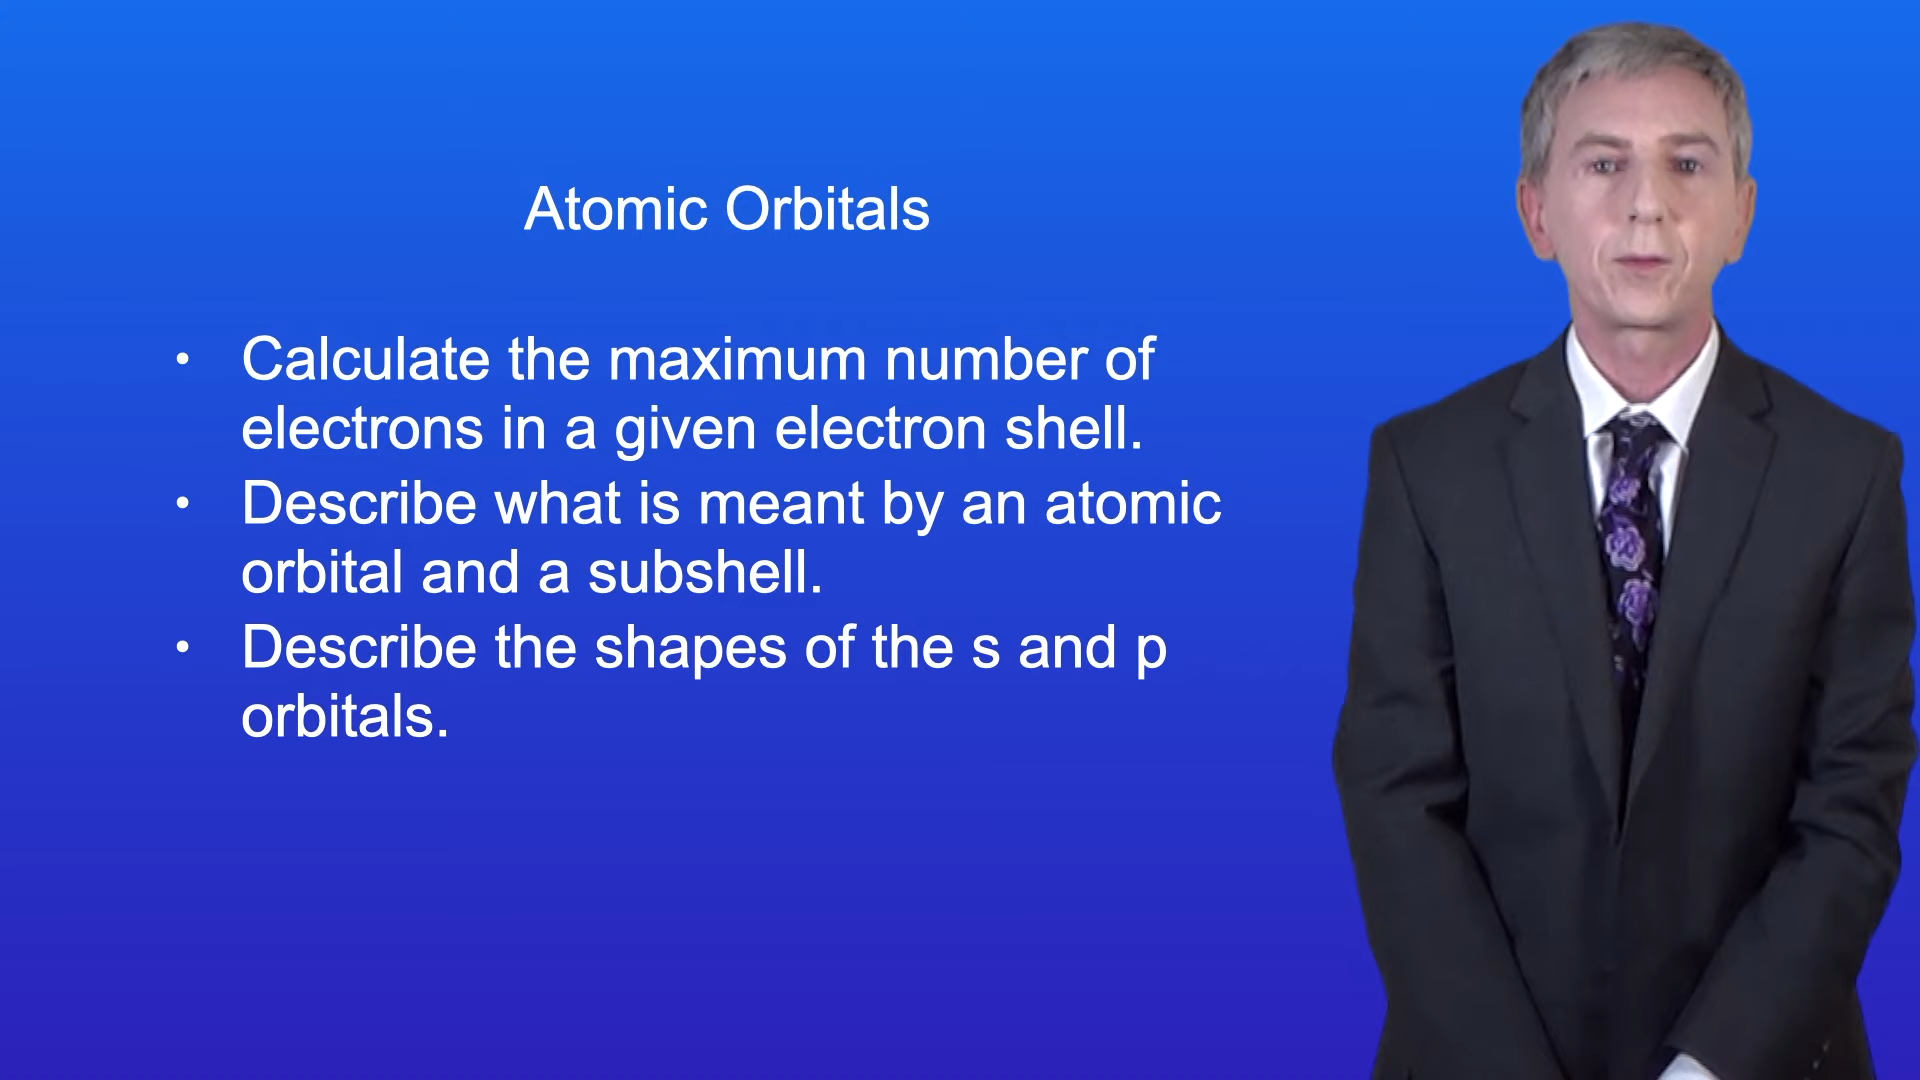 Atomic Orbitals
• Calculate the maximum number of
electrons in a given electron shell.
• Describe what is meant by an atomic
orbital and a subshell.
• Describe the shapes of the s and p
orbitals.